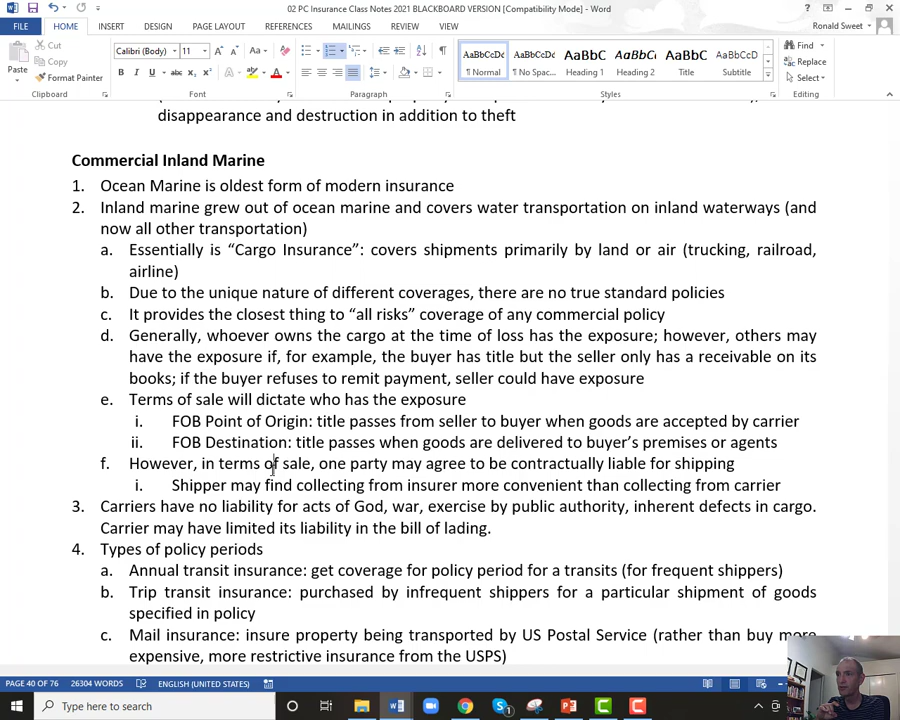 02 PC Insurance Class Notes 2021 BLACKBOARD VERSION [Compatibility Mode] - Word
FILE HOME INSERT DESIGN PAGE LAYOUT REFERENCES MAILINGS REVIEW VIEW Ronald Sweet
Paste Cut Copy Format Painter
Calibri (Body) 11
AaBbCcDc AaBbCcDc AaBbC AaBbCc AaBbC AaBbCcD
¶ Normal ¶ No Spac... Heading 1 Heading 2 Title Subtitle
Find Replace Select
Clipboard Font Paragraph Styles Editing
disappearance and destruction in addition to theft
Commercial Inland Marine
1. Ocean Marine is oldest form of modern insurance
2. Inland marine grew out of ocean marine and covers water transportation on inland waterways (and
now all other transportation)
a. Essentially is “Cargo Insurance”: covers shipments primarily by land or air (trucking, railroad,
airline)
b. Due to the unique nature of different coverages, there are no true standard policies
c. It provides the closest thing to “all risks” coverage of any commercial policy
d. Generally, whoever owns the cargo at the time of loss has the exposure; however, others may
have the exposure if, for example, the buyer has title but the seller only has a receivable on its
books; if the buyer refuses to remit payment, seller could have exposure
e. Terms of sale will dictate who has the exposure
i. FOB Point of Origin: title passes from seller to buyer when goods are accepted by carrier
ii. FOB Destination: title passes when goods are delivered to buyer’s premises or agents
f. However, in terms of sale, one party may agree to be contractually liable for shipping
i. Shipper may find collecting from insurer more convenient than collecting from carrier
3. Carriers have no liability for acts of God, war, exercise by public authority, inherent defects in cargo.
Carrier may have limited its liability in the bill of lading.
4. Types of policy periods
a. Annual transit insurance: get coverage for policy period for a transits (for frequent shippers)
b. Trip transit insurance: purchased by infrequent shippers for a particular shipment of goods
specified in policy
c. Mail insurance: insure property being transported by US Postal Service (rather than buy more
expensive, more restrictive insurance from the USPS)
PAGE 40 OF 76 26304 WORDS ENGLISH (UNITED STATES)
Type here to search